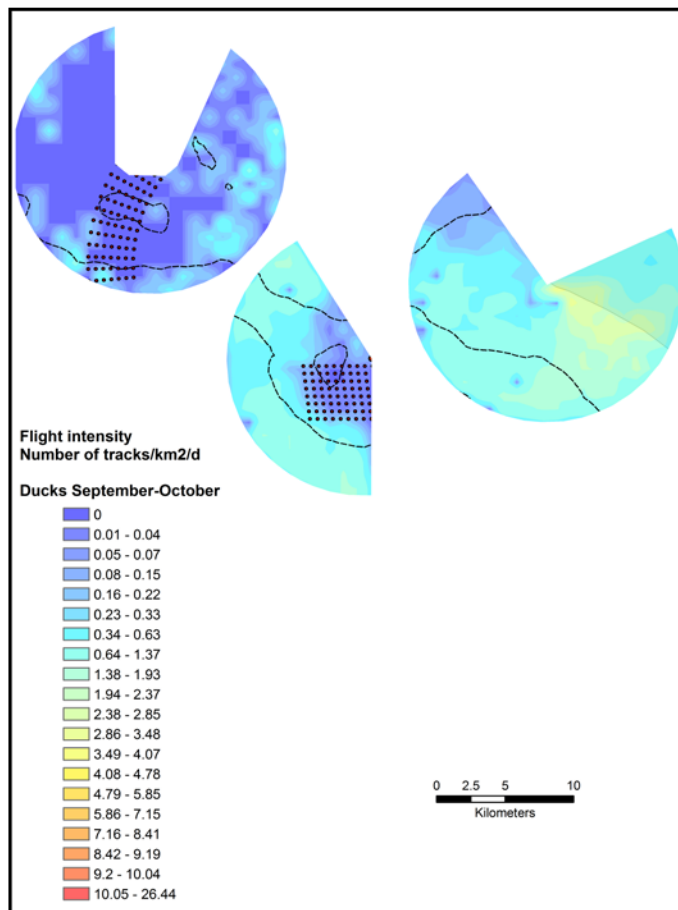 Flight intensity
Number of tracks/km2/d
Ducks September-October
0
0.01 - 0.04
0.05 - 0.07
0.08 - 0.15
0.16 - 0.22
0.23 - 0.33
0.34 - 0.63
0.64 - 1.37
1.38 - 1.93
1.94 - 2.37
2.38 - 2.85
2.86 - 3.48
3.49 - 4.07
4.08 - 4.78
4.79 - 5.85
5.86 - 7.15
7.16 - 8.41
8.42 - 9.19
9.2 - 10.04
10.05 - 26.44
0 2.5 5 10
Kilometers